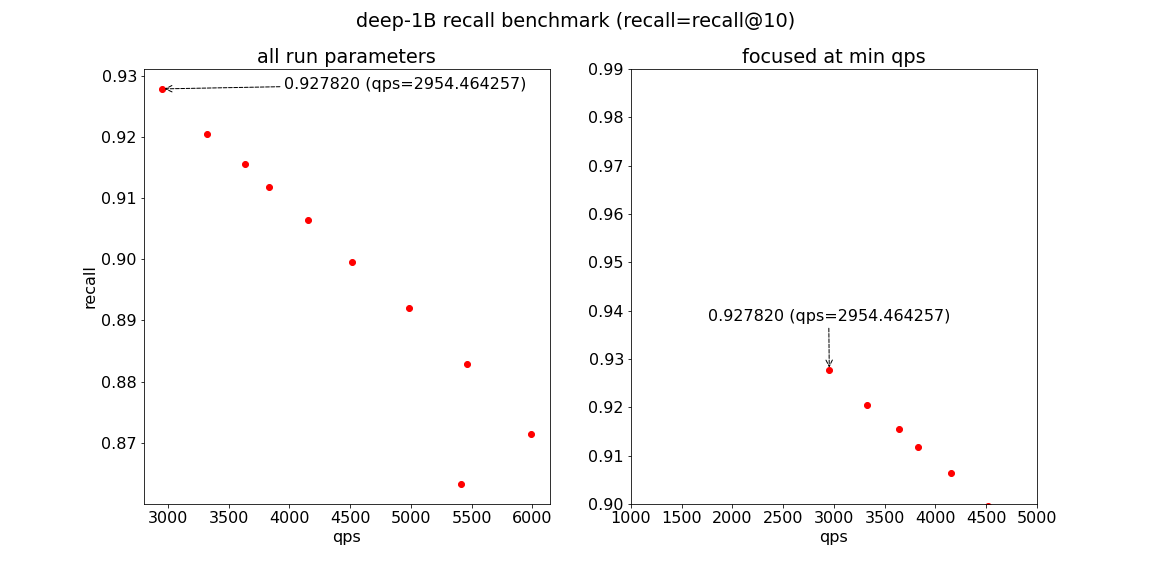 deep-1B recall benchmark (recall=recall@10)
all run parameters
0.93
0.92
0.91
0.90
0.89
0.88
0.87
recall
0.927820 (qps=2954.464257)
3000 3500 4000 4500 5000 5500 6000
qps
focused at min qps
0.99
0.98
0.97
0.96
0.95
0.94
0.93
0.92
0.91
0.90
0.927820 (qps=2954.464257)
1000 1500 2000 2500 3000 3500 4000 4500 5000
qps